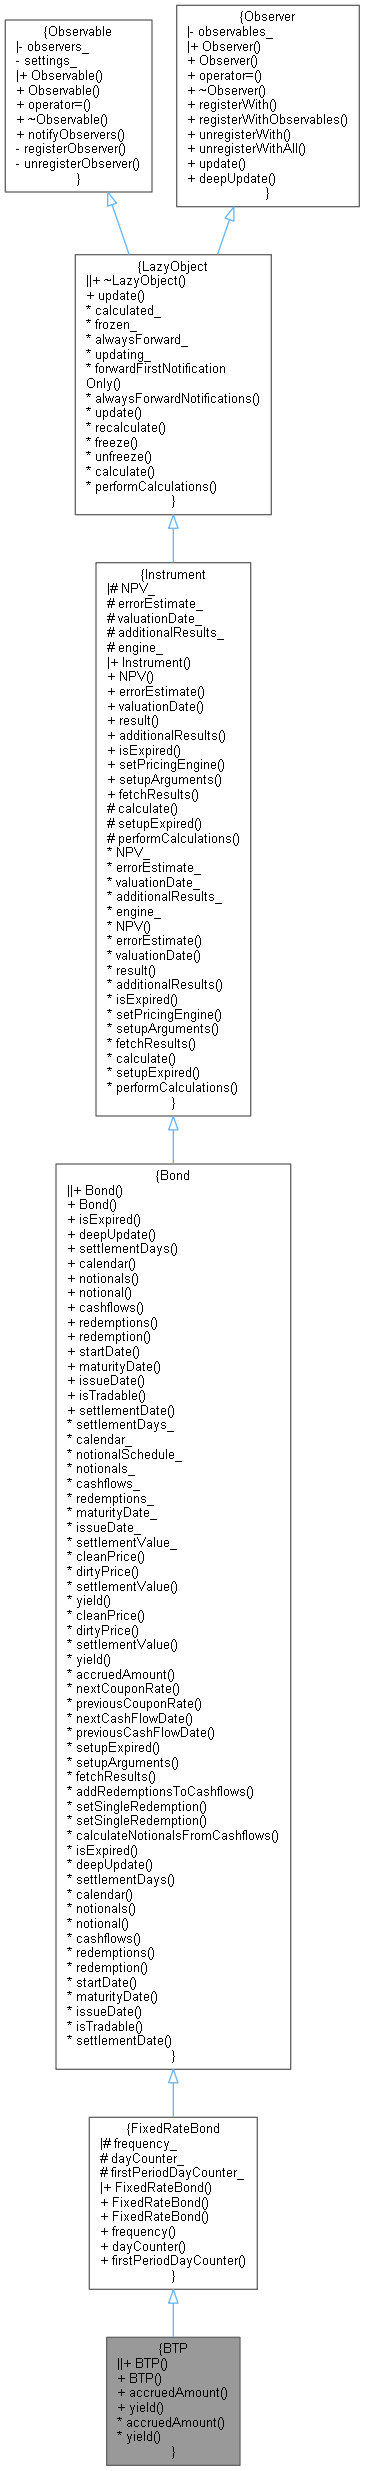 {Observable
|- observers_
- settings_
|+ Observable()
+ Observable()
+ operator=()
+ ~Observable()
+ notifyObservers()
- registerObserver()
- unregisterObserver()
}
{Observer
|- observables_
|+ Observer()
+ Observer()
+ operator=()
+ ~Observer()
+ registerWith()
+ registerWithObservables()
+ unregisterWith()
+ unregisterWithAll()
+ update()
+ deepUpdate()
}
{LazyObject
||+ ~LazyObject()
+ update()
* calculated_
* frozen_
* alwaysForward_
* updating_
* forwardFirstNotification
Only()
* alwaysForwardNotifications()
* update()
* recalculate()
* freeze()
* unfreeze()
* calculate()
* performCalculations()
}
{Instrument
|# NPV_
# errorEstimate_
# valuationDate_
# additionalResults_
# engine_
|+ Instrument()
+ NPV()
+ errorEstimate()
+ valuationDate()
+ result()
+ additionalResults()
+ isExpired()
+ setPricingEngine()
+ setupArguments()
+ fetchResults()
# calculate()
# setupExpired()
# performCalculations()
* NPV_
* errorEstimate_
* valuationDate_
* additionalResults_
* engine_
* NPV()
* errorEstimate()
* valuationDate()
* result()
* additionalResults()
* isExpired()
* setPricingEngine()
* setupArguments()
* fetchResults()
* calculate()
* setupExpired()
* performCalculations()
}
{Bond
||+ Bond()
+ Bond()
+ isExpired()
+ deepUpdate()
+ settlementDays()
+ calendar()
+ notionals()
+ notional()
+ cashflows()
+ redemptions()
+ redemption()
+ startDate()
+ maturityDate()
+ issueDate()
+ isTradable()
+ settlementDate()
* settlementDays_
* calendar_
* notionalSchedule_
* notionals_
* cashflows_
* redemptions_
* maturityDate_
* issueDate_
* settlementValue_
* cleanPrice()
* dirtyPrice()
* settlementValue()
* yield()
* cleanPrice()
* dirtyPrice()
* settlementValue()
* yield()
* accruedAmount()
* nextCouponRate()
* previousCouponRate()
* nextCashFlowDate()
* previousCashFlowDate()
* setupExpired()
* setupArguments()
* fetchResults()
* addRedemptionsToCashflows()
* setSingleRedemption()
* setSingleRedemption()
* calculateNotionalsFromCashflows()
* isExpired()
* deepUpdate()
* settlementDays()
* calendar()
* notionals()
* notional()
* cashflows()
* redemptions()
* redemption()
* startDate()
* maturityDate()
* issueDate()
* isTradable()
* settlementDate()
}
{FixedRateBond
|# frequency_
# dayCounter_
# firstPeriodDayCounter_
|+ FixedRateBond()
+ FixedRateBond()
+ FixedRateBond()
+ frequency()
+ dayCounter()
+ firstPeriodDayCounter()
}
{BTP
||+ BTP()
+ BTP()
+ accruedAmount()
+ yield()
* accruedAmount()
* yield()
}